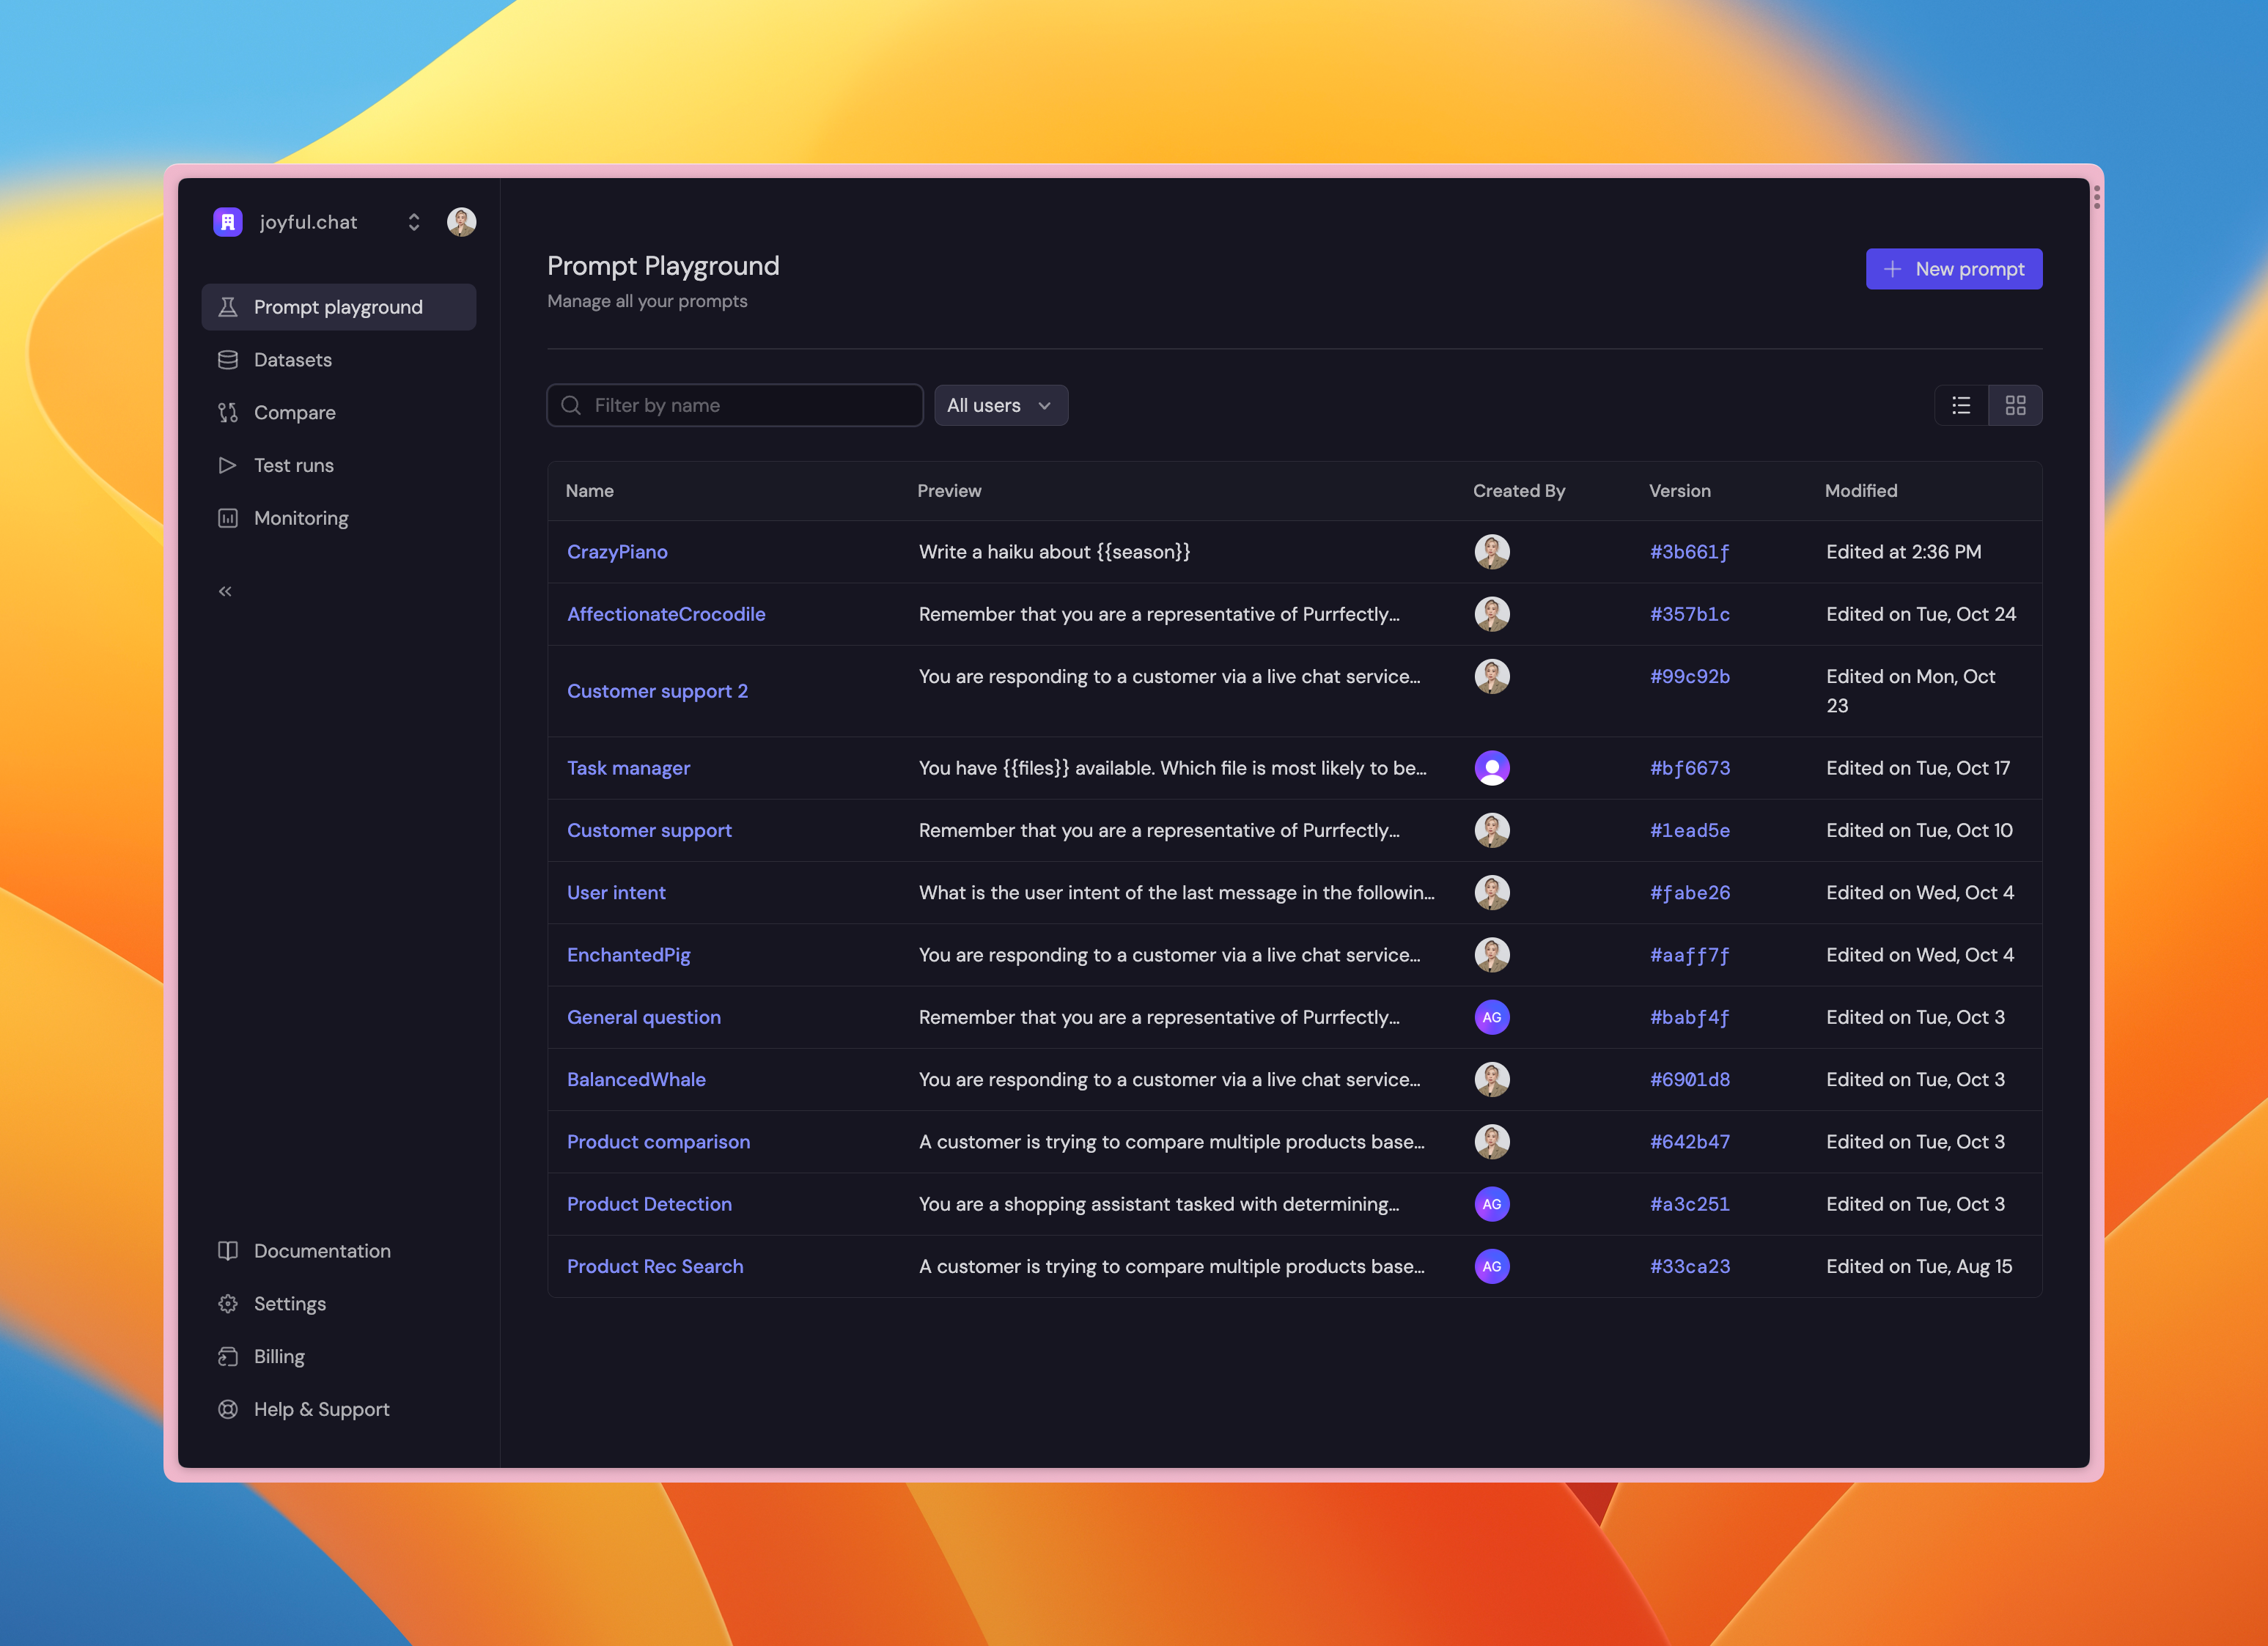 joyful.chat
Prompt playground
Datasets
Compare
Test runs
Monitoring
Documentation
Settings
Billing
Help & Support
Prompt Playground
Manage all your prompts
New prompt
Filter by name
All users
Name Preview Created By Version Modified
CrazyPiano Write a haiku about {{season}} #3b661f Edited at 2:36 PM
AffectionateCrocodile Remember that you are a representative of Purrfectly... #357b1c Edited on Tue, Oct 24
Customer support 2 You are responding to a customer via a live chat service... #99c92b Edited on Mon, Oct
23
Task manager You have {{files}} available. Which file is most likely to be... #bf6673 Edited on Tue, Oct 17
Customer support Remember that you are a representative of Purrfectly... #1ead5e Edited on Tue, Oct 10
User intent What is the user intent of the last message in the followin... #fabe26 Edited on Wed, Oct 4
EnchantedPig You are responding to a customer via a live chat service... #aaff7f Edited on Wed, Oct 4
General question Remember that you are a representative of Purrfectly... AG #babf4f Edited on Tue, Oct 3
BalancedWhale You are responding to a customer via a live chat service... #6901d8 Edited on Tue, Oct 3
Product comparison A customer is trying to compare multiple products base... #642b47 Edited on Tue, Oct 3
Product Detection You are a shopping assistant tasked with determining... AG #a3c251 Edited on Tue, Oct 3
Product Rec Search A customer is trying to compare multiple products base... AG #33ca23 Edited on Tue, Aug 15